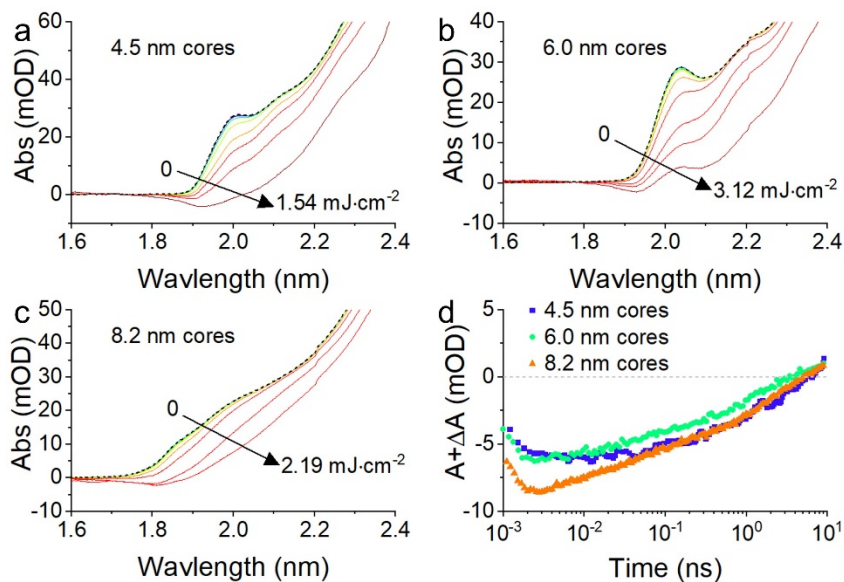 a
4.5 nm cores
0
1.54 mJ·cm⁻²
Abs (mOD)
60
40
20
0
1.6 1.8 2.0 2.2 2.4
Wavlength (nm)
b
6.0 nm cores
0
3.12 mJ·cm⁻²
Abs (mOD)
40
30
20
10
0
-10
1.6 1.8 2.0 2.2 2.4
Wavlength (nm)
c
8.2 nm cores
0
2.19 mJ·cm⁻²
Abs (mOD)
50
40
30
20
10
0
-10
1.6 1.8 2.0 2.2 2.4
Wavlength (nm)
d
4.5 nm cores
6.0 nm cores
8.2 nm cores
A+ΔA (mOD)
5
0
-5
-10
10⁻³ 10⁻² 10⁻¹ 10⁰ 10¹
Time (ns)